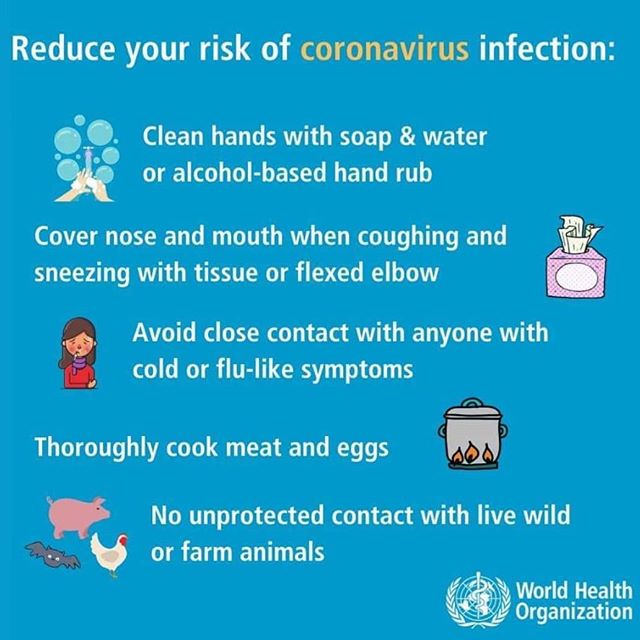 Reduce your risk of coronavirus infection:
Clean hands with soap & water
or alcohol-based hand rub
Cover nose and mouth when coughing and
sneezing with tissue or flexed elbow
Avoid close contact with anyone with
cold or flu-like symptoms
Thoroughly cook meat and eggs
No unprotected contact with live wild
or farm animals
World Health
Organization